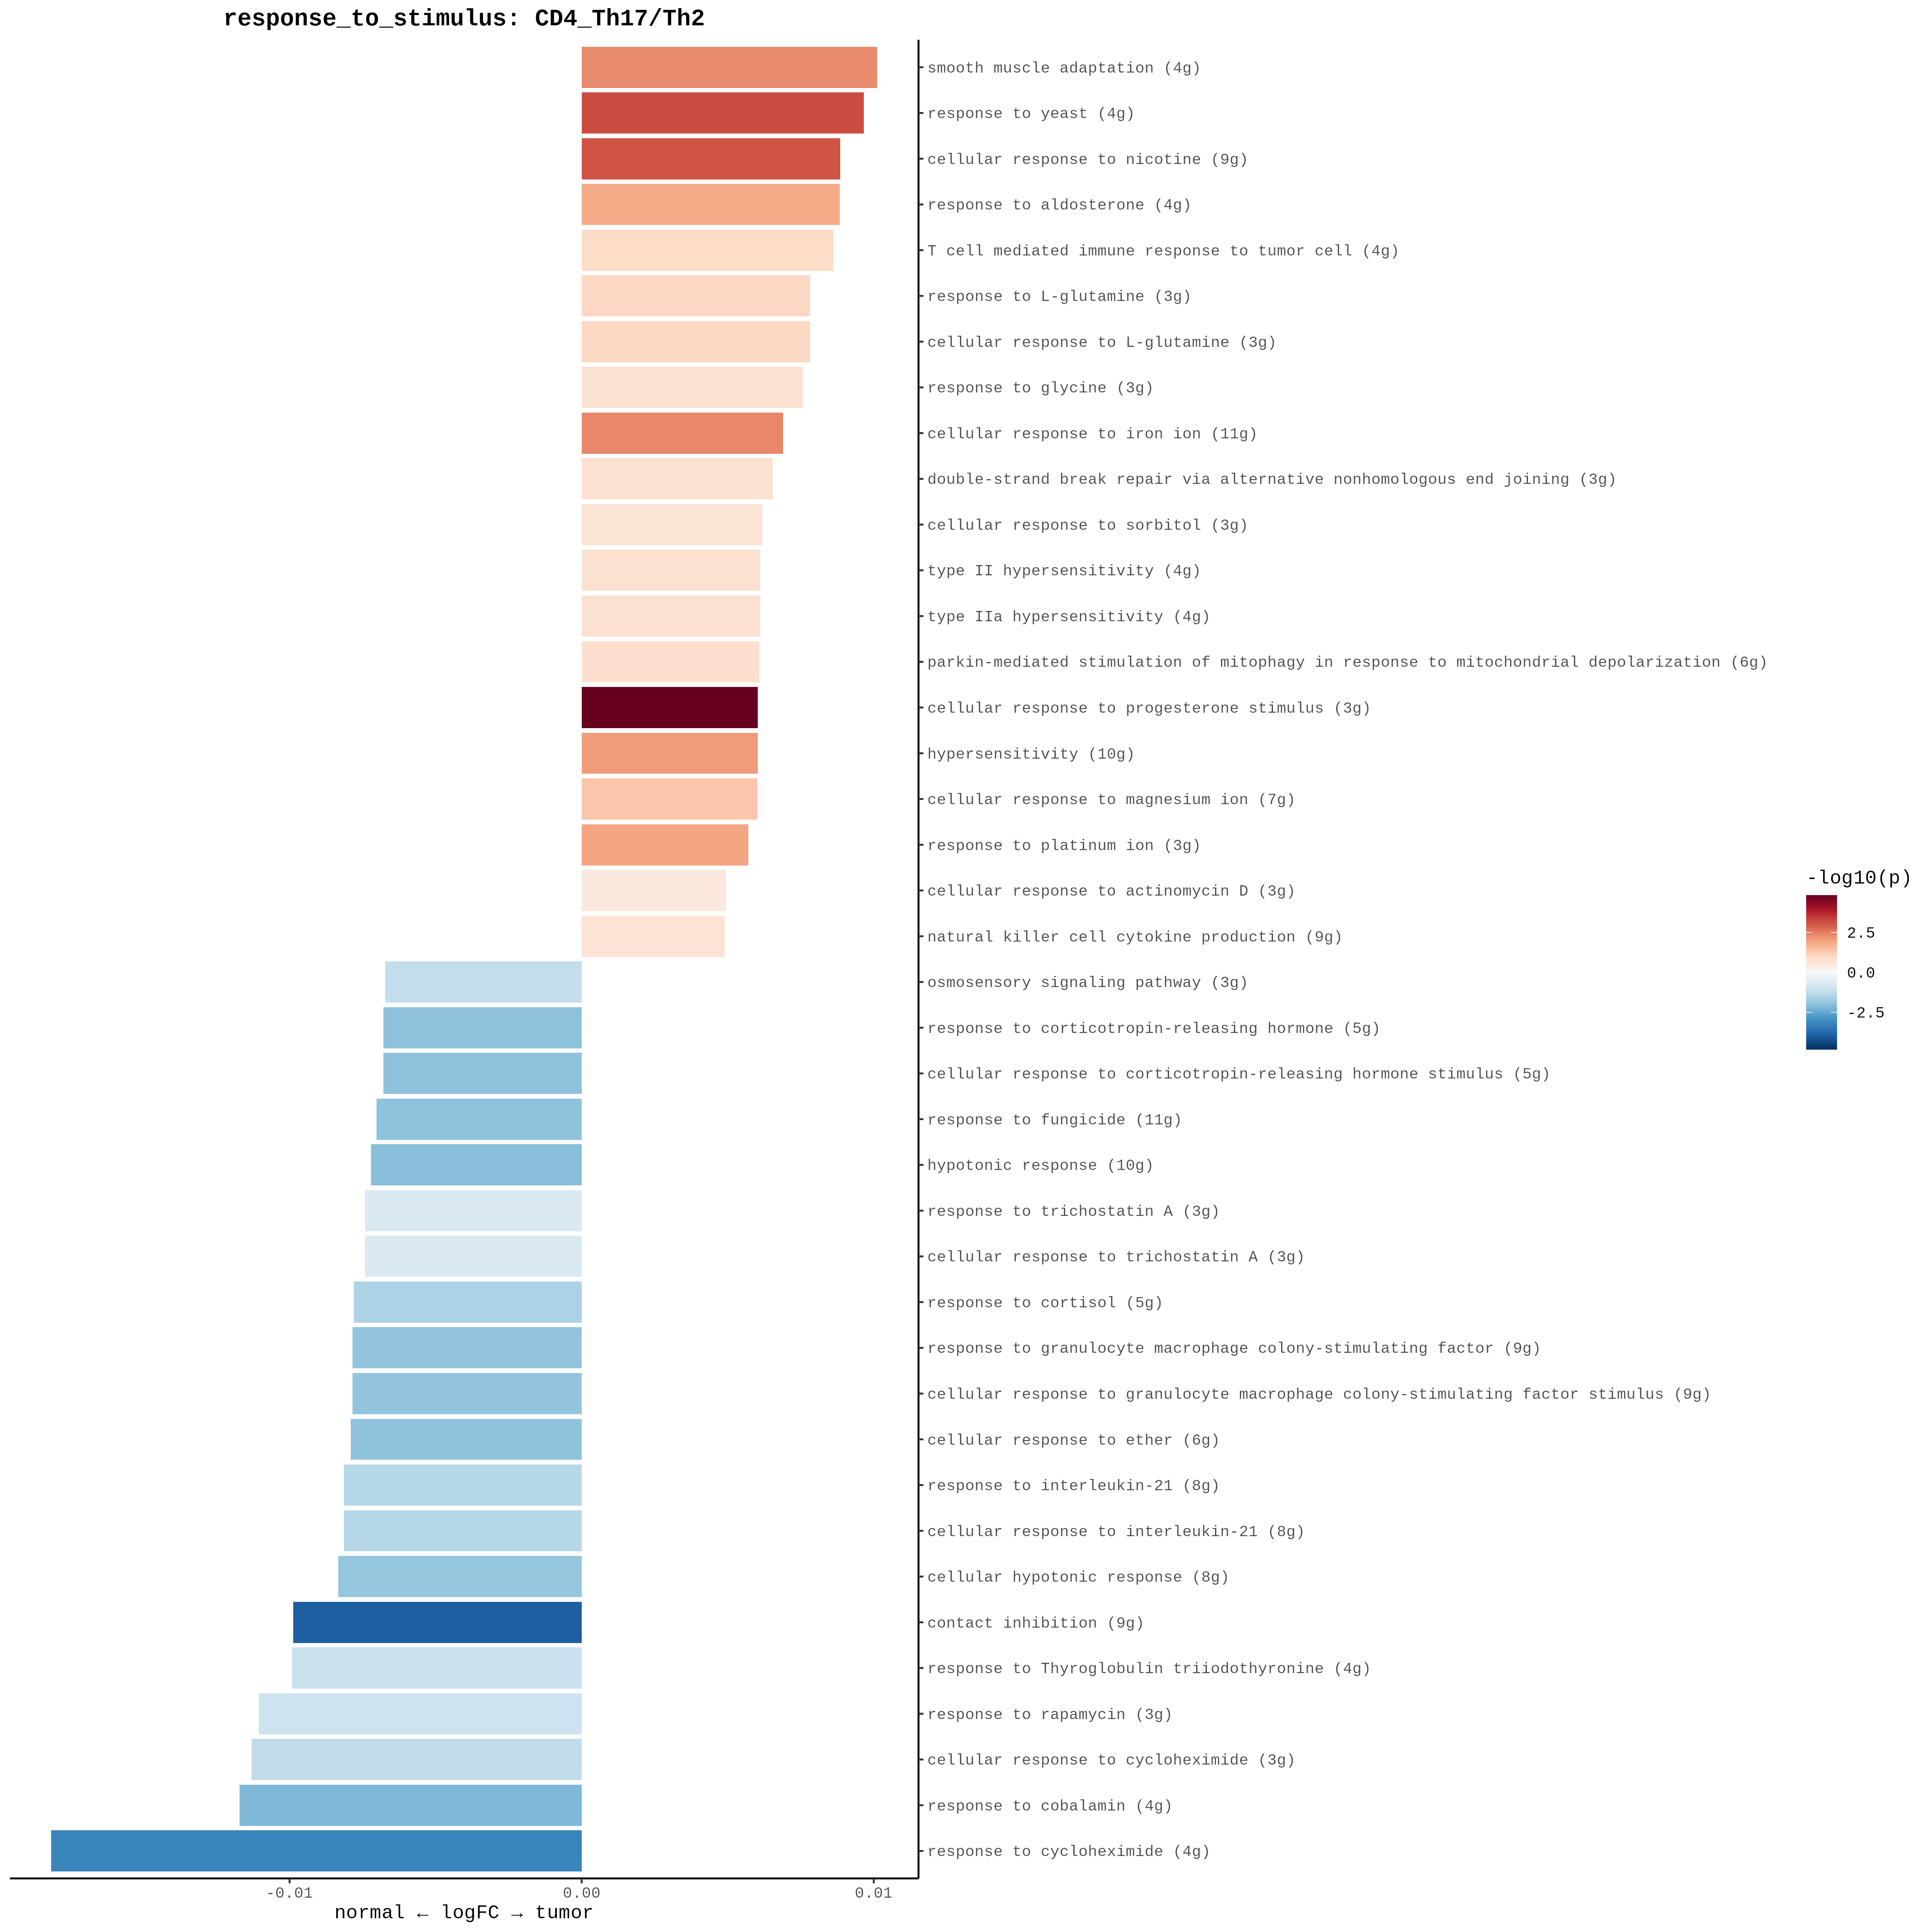 response_to_stimulus: CD4_Th17/Th2
smooth muscle adaptation (4g)
response to yeast (4g)
cellular response to nicotine (9g)
response to aldosterone (4g)
T cell mediated immune response to tumor cell (4g)
response to L-glutamine (3g)
cellular response to L-glutamine (3g)
response to glycine (3g)
cellular response to iron ion (11g)
double-strand break repair via alternative nonhomologous end joining (3g)
cellular response to sorbitol (3g)
type II hypersensitivity (4g)
type IIa hypersensitivity (4g)
parkin-mediated stimulation of mitophagy in response to mitochondrial depolarization (6g)
cellular response to progesterone stimulus (3g)
hypersensitivity (10g)
cellular response to magnesium ion (7g)
response to platinum ion (3g)
cellular response to actinomycin D (3g)
natural killer cell cytokine production (9g)
osmosensory signaling pathway (3g)
response to corticotropin-releasing hormone (5g)
cellular response to corticotropin-releasing hormone stimulus (5g)
response to fungicide (11g)
hypotonic response (10g)
response to trichostatin A (3g)
cellular response to trichostatin A (3g)
response to cortisol (5g)
response to granulocyte macrophage colony-stimulating factor (9g)
cellular response to granulocyte macrophage colony-stimulating factor stimulus (9g)
cellular response to ether (6g)
response to interleukin-21 (8g)
cellular response to interleukin-21 (8g)
cellular hypotonic response (8g)
contact inhibition (9g)
response to Thyroglobulin triiodothyronine (4g)
response to rapamycin (3g)
cellular response to cycloheximide (3g)
response to cobalamin (4g)
response to cycloheximide (4g)
-0.01 0.00 0.01
normal ← logFC → tumor
-log10(p)
2.5
0.0
-2.5